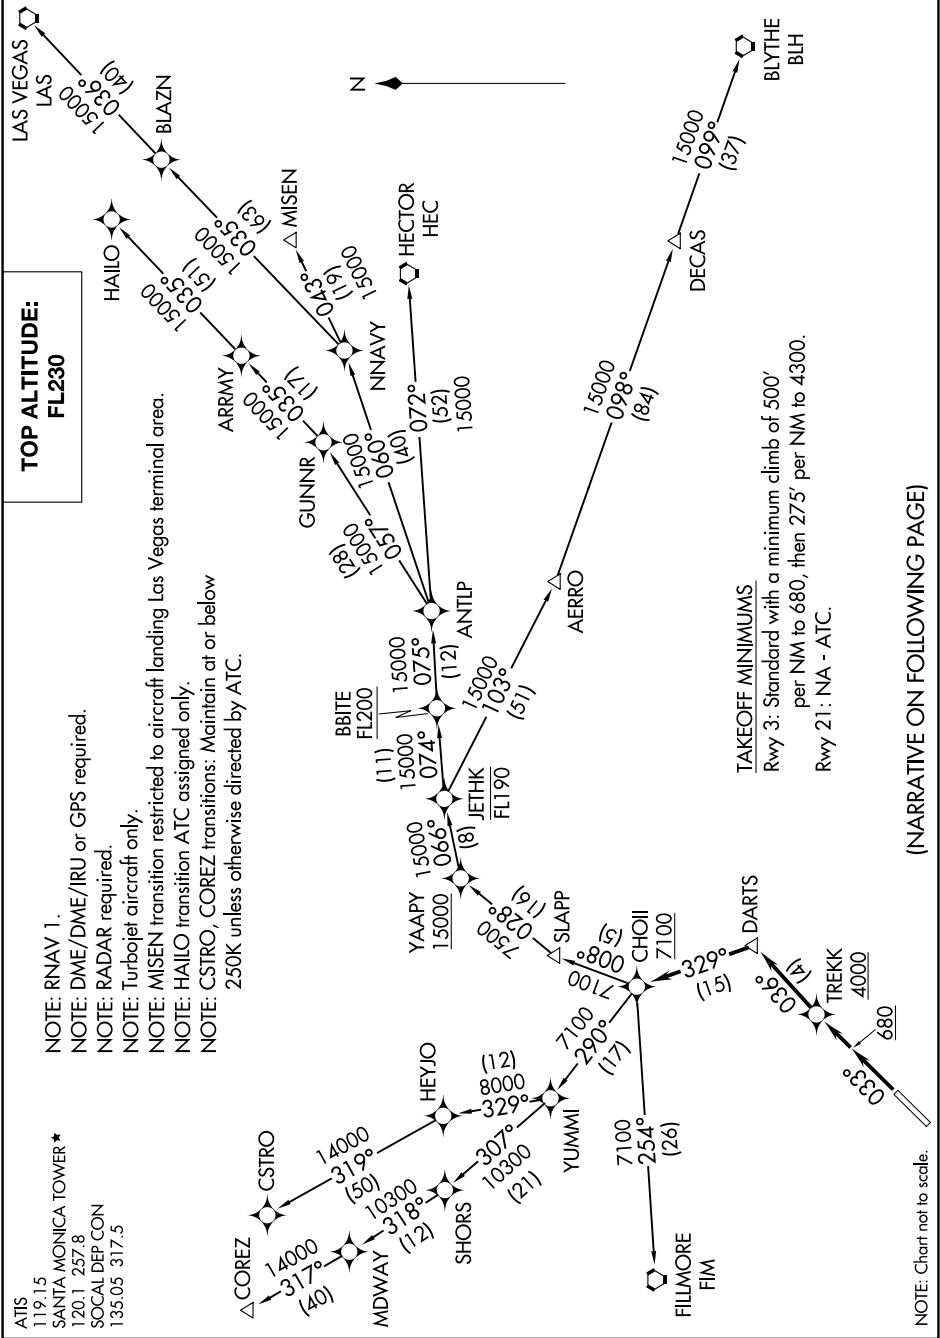 ATIS
119.15
SANTA MONICA TOWER★
120.1 257.8
SOCAL DEP CON
135.05 317.5
TOP ALTITUDE:
FL230
NOTE: RNAV 1.
NOTE: DME/DME/IRU or GPS required.
NOTE: RADAR required.
NOTE: Turbojet aircraft only.
NOTE: MISEN transition restricted to aircraft landing Las Vegas terminal area.
NOTE: HAILO transition ATC assigned only.
NOTE: CSTRO, COREZ transitions: Maintain at or below
250K unless otherwise directed by ATC.
LAS VEGAS
LAS
15000
036°
(40)
BLAZN
15000
035°
(63)
HAILO
15000
035°
(51)
ARRMY
15000
035°
(17)
GUNNR
(28)
15000
057°
MISEN
043°
(19)
15000
NNAVY
15000
060°
(40)
N
HECTOR
HEC
072°
(52)
15000
ANTLP
15000
075°
(12)
BBITE
FL200
(11)
15000
074°
JETHK
FL190
15000
066°
(8)
YAAPY
15000
15000
103°
(51)
AERRO
15000
098°
(84)
DECAS
15000
099°
(37)
BLYTHE
BLH
7500
028°
(16)
SLAPP
7100
008°
(5)
CHOII
7100
329°
(15)
DARTS
036°
(4)
TREKK
4000
680
033°
7100
290°
(17)
YUMMI
7100
254°
(26)
FILLMORE
FIM
(12)
8000
329°
HEYJO
14000
319°
(50)
CSTRO
307°
10300
(21)
SHORS
10300
318°
(12)
MDWAY
14000
317°
(40)
COREZ
TAKEOFF MINIMUMS
Rwy 3: Standard with a minimum climb of 500'
per NM to 680, then 275' per NM to 4300.
Rwy 21: NA - ATC.
(NARRATIVE ON FOLLOWING PAGE)
NOTE: Chart not to scale.